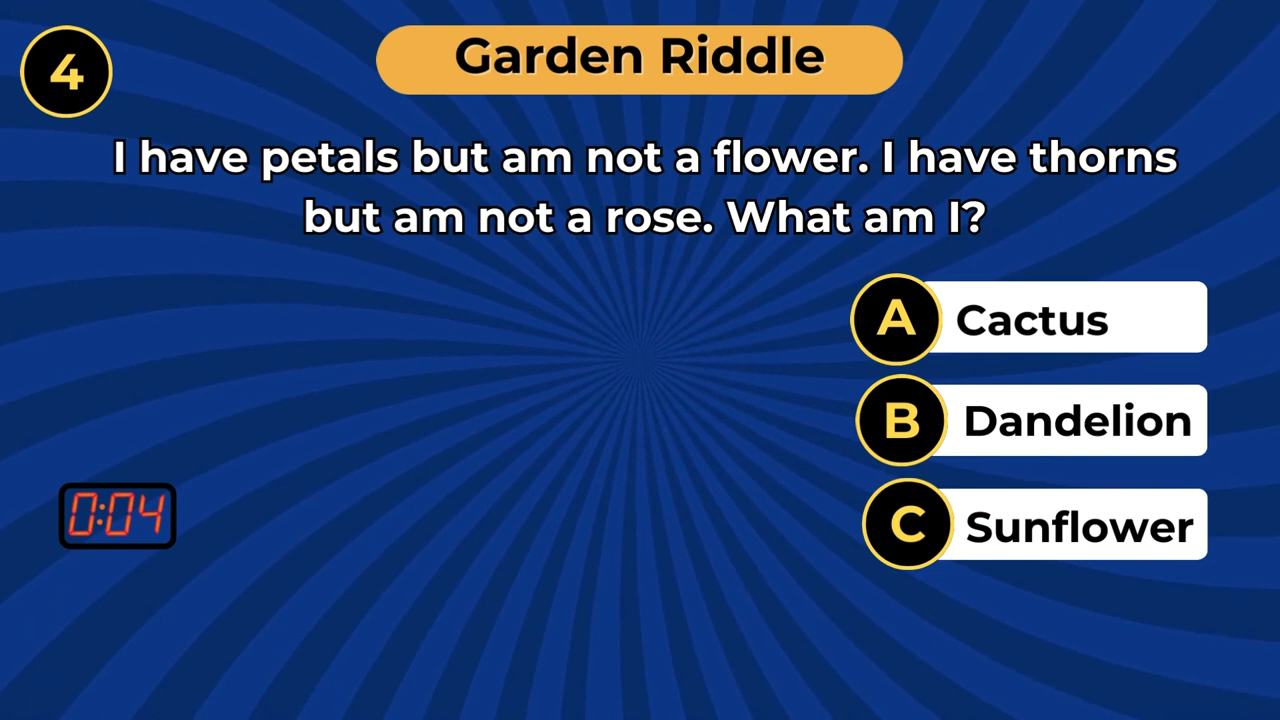 4
Garden Riddle
I have petals but am not a flower. I have thorns
but am not a rose. What am I?
A Cactus
B Dandelion
C Sunflower
0:04